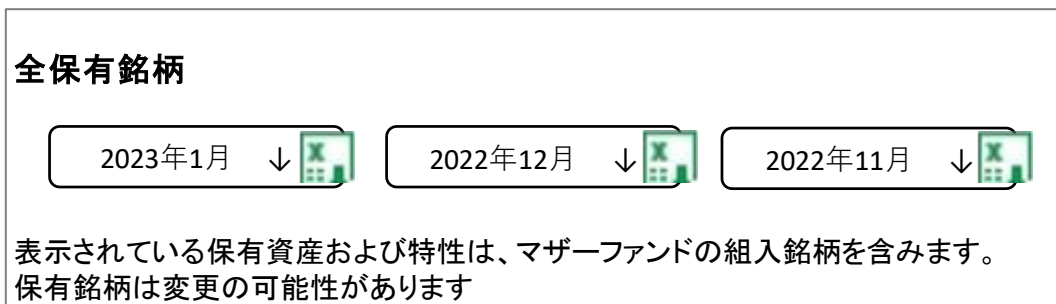 全保有銘柄
2023年1月 ↓ 2022年12月 ↓ 2022年11月 ↓
表示されている保有資産および特性は、マザーファンドの組入銘柄を含みます。
保有銘柄は変更の可能性があります